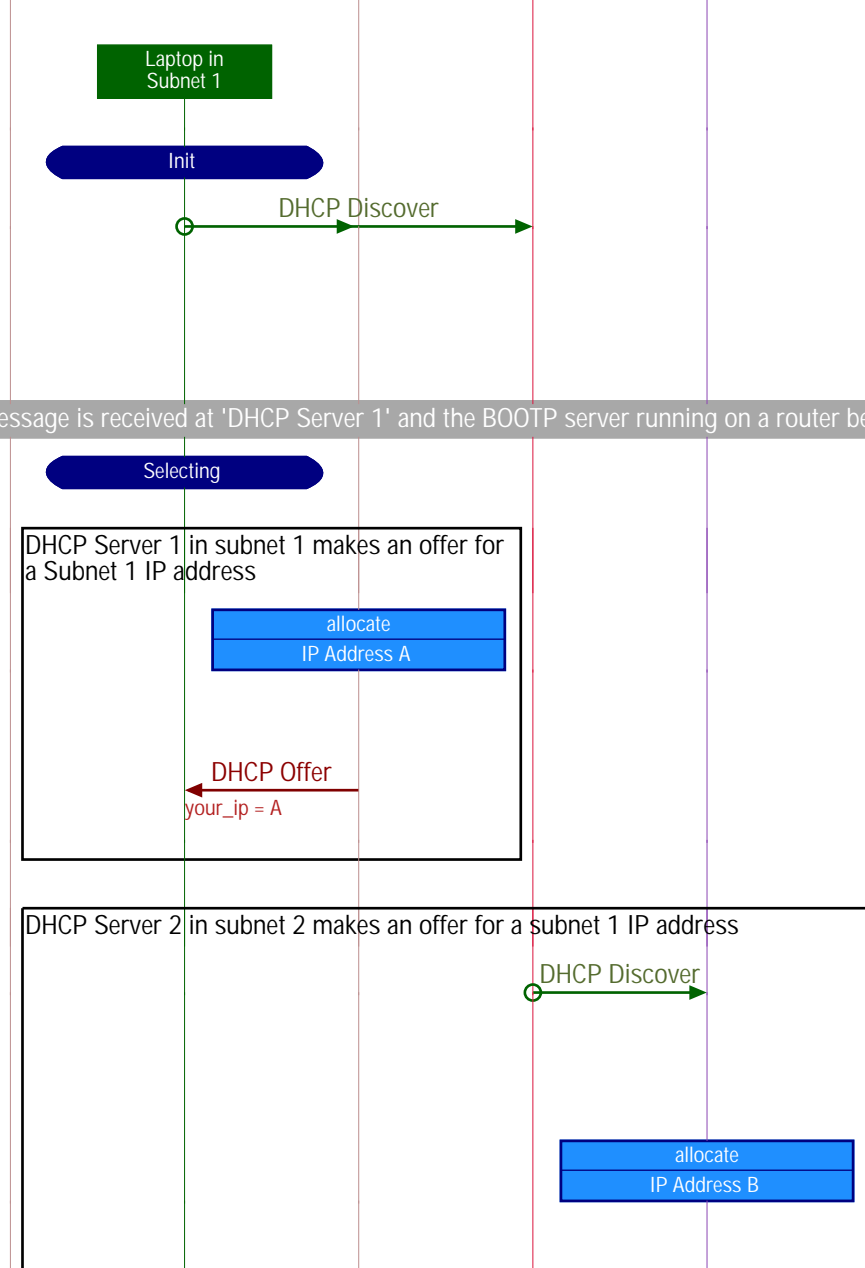 Laptop in
Subnet 1
Init
DHCP Discover
message is received at 'DHCP Server 1' and the BOOTP server running on a router
Selecting
DHCP Server 1 in subnet 1 makes an offer for
a Subnet 1 IP address
allocate
IP Address A
DHCP Offer
your_ip = A
DHCP Server 2 in subnet 2 makes an offer for a subnet 1 IP address
DHCP Discover
allocate
IP Address B